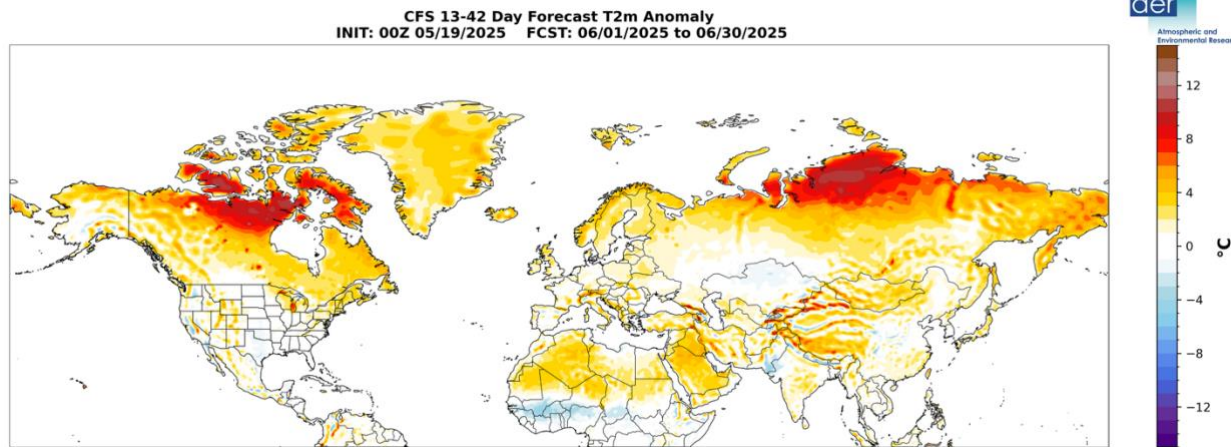 CFS 13-42 Day Forecast T2m Anomaly
INIT: 00Z 05/19/2025    FCST: 06/01/2025 to 06/30/2025
aer
Atmospheric and
Environmental Resear
12
8
4
0
−4
−8
−12
°C